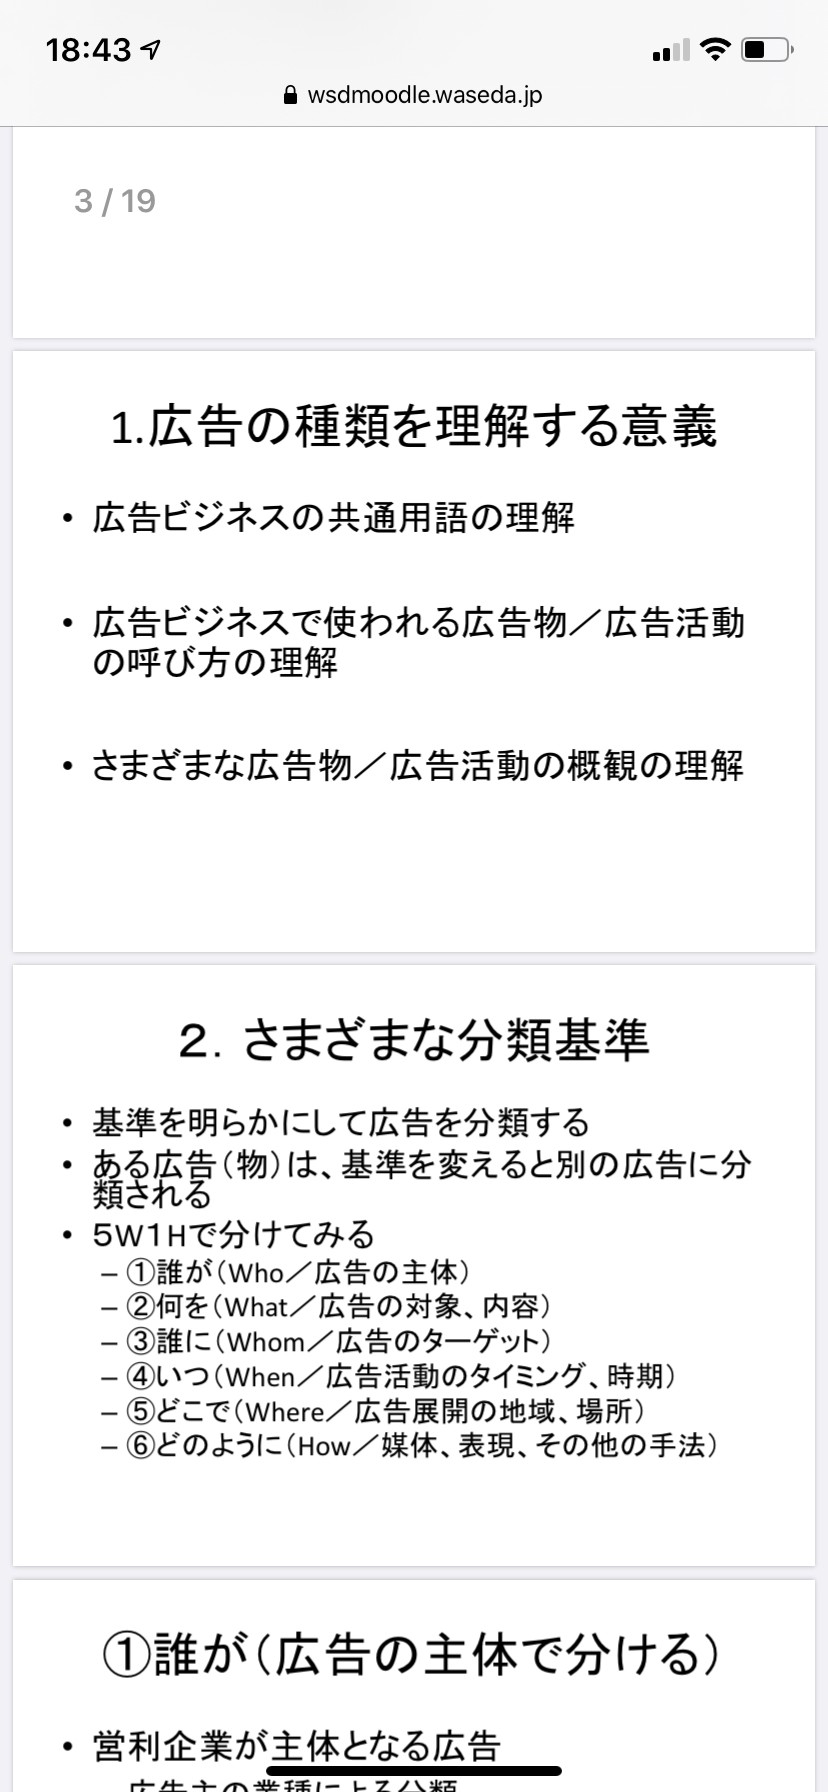 18:43
wsdmoodle.waseda.jp
3 / 19
1.広告の種類を理解する意義
• 広告ビジネスの共通用語の理解
• 広告ビジネスで使われる広告物／広告活動
の呼び方の理解
• さまざまな広告物／広告活動の概観の理解
２．さまざまな分類基準
• 基準を明らかにして広告を分類する
• ある広告（物）は、基準を変えると別の広告に分
類される
• ５Ｗ１Hで分けてみる
– ①誰が（Who／広告の主体）
– ②何を（What／広告の対象、内容）
– ③誰に（Whom／広告のターゲット）
– ④いつ（When／広告活動のタイミング、時期）
– ⑤どこで（Where／広告展開の地域、場所）
– ⑥どのように（How／媒体、表現、その他の手法）
①誰が（広告の主体で分ける）
• 営利企業が主体となる広告
広告主の業種による分類